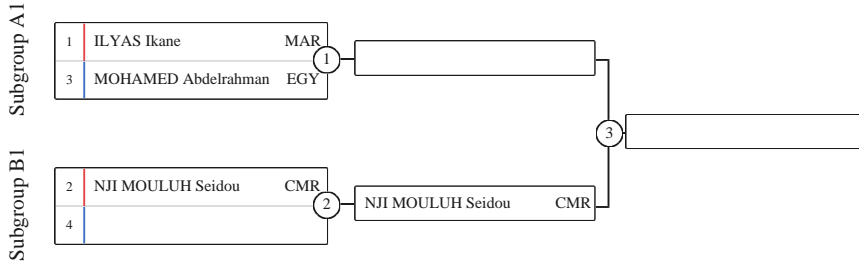 Subgroup A1
1 ILYAS Ikane MAR
3 MOHAMED Abdelrahman EGY
1
3
Subgroup B1
2 NJI MOULUH Seidou CMR
4
2
NJI MOULUH Seidou CMR